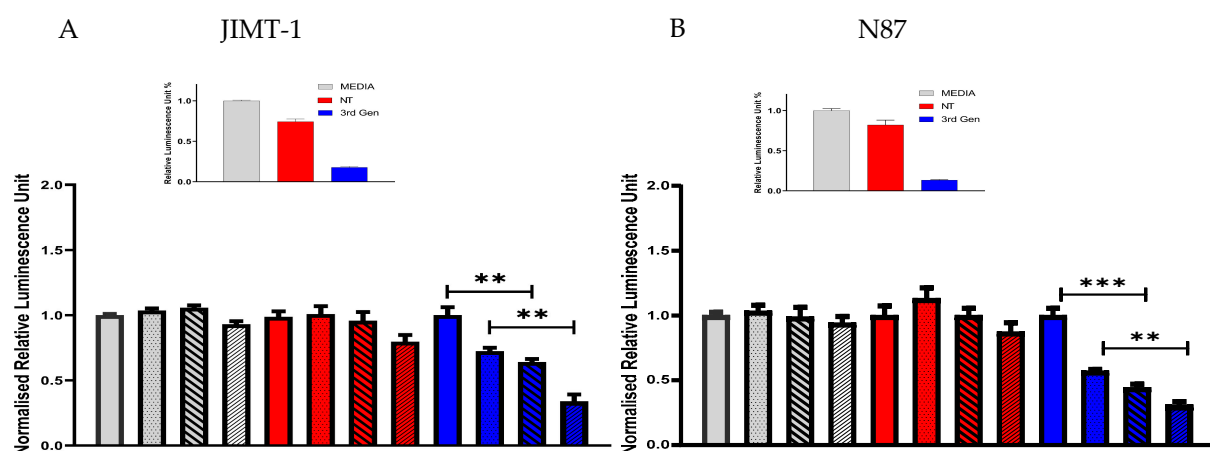 A JIMT-1
B N87
Relative Luminescence Unit %
1.0
0.5
0.0
MEDIA
NT
3rd Gen
Relative Luminescence Unit %
1.0
0.5
0.0
MEDIA
NT
3rd Gen
Normalised Relative Luminescence Unit
2.0
1.5
1.0
0.5
0.0
**
**
Normalised Relative Luminescence Unit
2.0
1.5
1.0
0.5
0.0
***
**